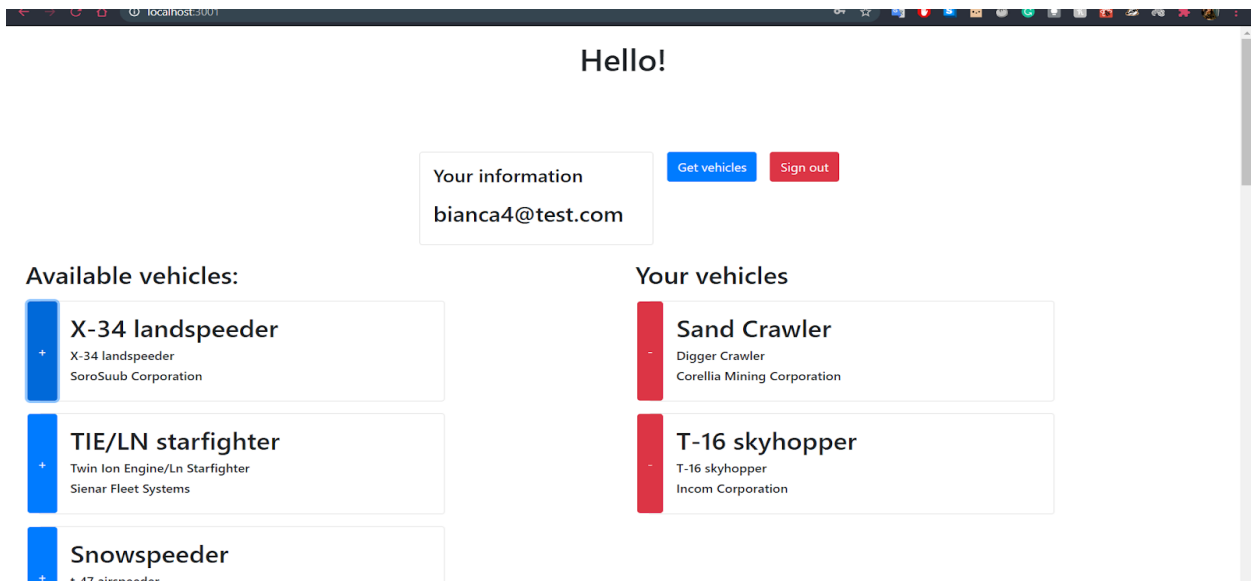 localhost:3001
Hello!
Your information
bianca4@test.com
Get vehicles
Sign out
Available vehicles:
+
X-34 landspeeder
X-34 landspeeder
SoroSuub Corporation
+
TIE/LN starfighter
Twin Ion Engine/Ln Starfighter
Sienar Fleet Systems
+
Snowspeeder
t-47 airspeeder
Your vehicles
-
Sand Crawler
Digger Crawler
Corellia Mining Corporation
-
T-16 skyhopper
T-16 skyhopper
Incom Corporation